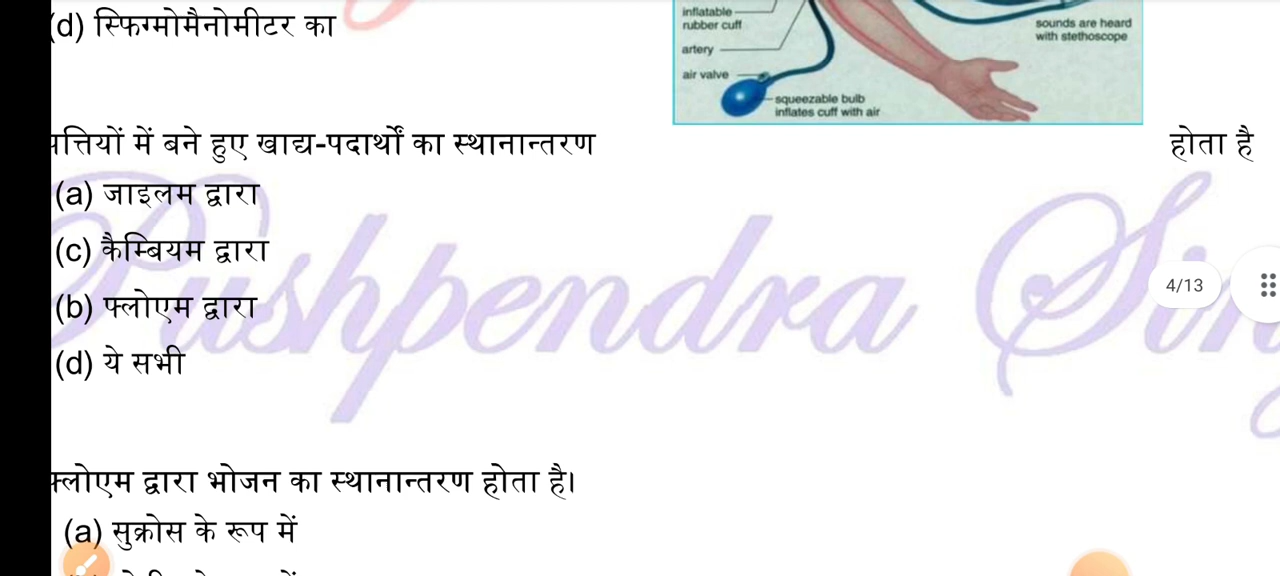 (d) स्फिग्मोमैनोमीटर का
inflatable
rubber cuff
artery
air valve
squeezable bulb
inflates cuff with air
sounds are heard
with stethoscope
पत्तियों में बने हुए खाद्य-पदार्थों का स्थानान्तरण होता है
(a) जाइलम द्वारा
(c) कैम्बियम द्वारा
(b) फ्लोएम द्वारा
(d) ये सभी
4/13
Pushpendra
फ्लोएम द्वारा भोजन का स्थानान्तरण होता है।
(a) सुक्रोस के रूप में